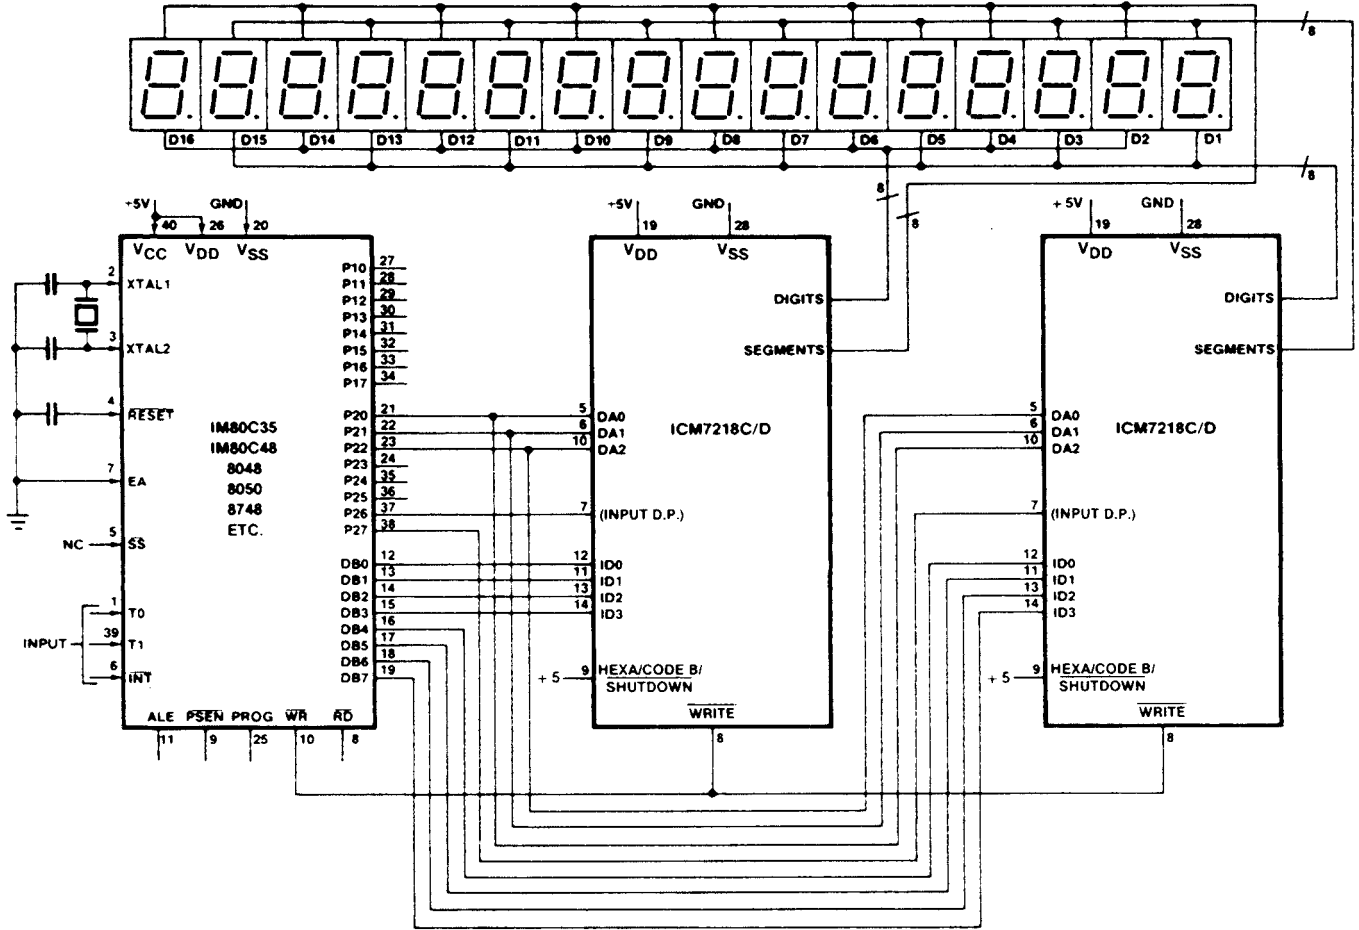 8
D16 D15 D14 D13 D12 D11 D10 D9 D8 D7 D6 D5 D4 D3 D2 D1
8
8
8
+5V GND
40 26 20
VCC VDD VSS
2 XTAL1
3 XTAL2
4 RESET
7 EA
NC 5 SS
INPUT
1 T0
39 T1
6 INT
IM80C35
IM80C48
8048
8050
8748
ETC.
P10 27
P11 28
P12 29
P13 30
P14 31
P15 32
P16 33
P17 34
P20 21
P21 22
P22 23
P23 24
P24 35
P25 36
P26 37
P27 38
DB0 12
DB1 13
DB2 14
DB3 15
DB4 16
DB5 17
DB6 18
DB7 19
ALE PSEN PROG WR RD
11 9 25 10 8
+5V GND
19 28
VDD VSS
DIGITS
SEGMENTS
5 DA0
6 DA1
10 DA2
ICM7218C/D
7 (INPUT D.P.)
12 ID0
11 ID1
13 ID2
14 ID3
+ 5 9 HEXA/CODE B/
SHUTDOWN
WRITE
8
+ 5V GND
19 28
VDD VSS
DIGITS
SEGMENTS
5 DA0
6 DA1
10 DA2
ICM7218C/D
7 (INPUT D.P.)
12 ID0
11 ID1
13 ID2
14 ID3
+ 5 9 HEXA/CODE B/
SHUTDOWN
WRITE
8